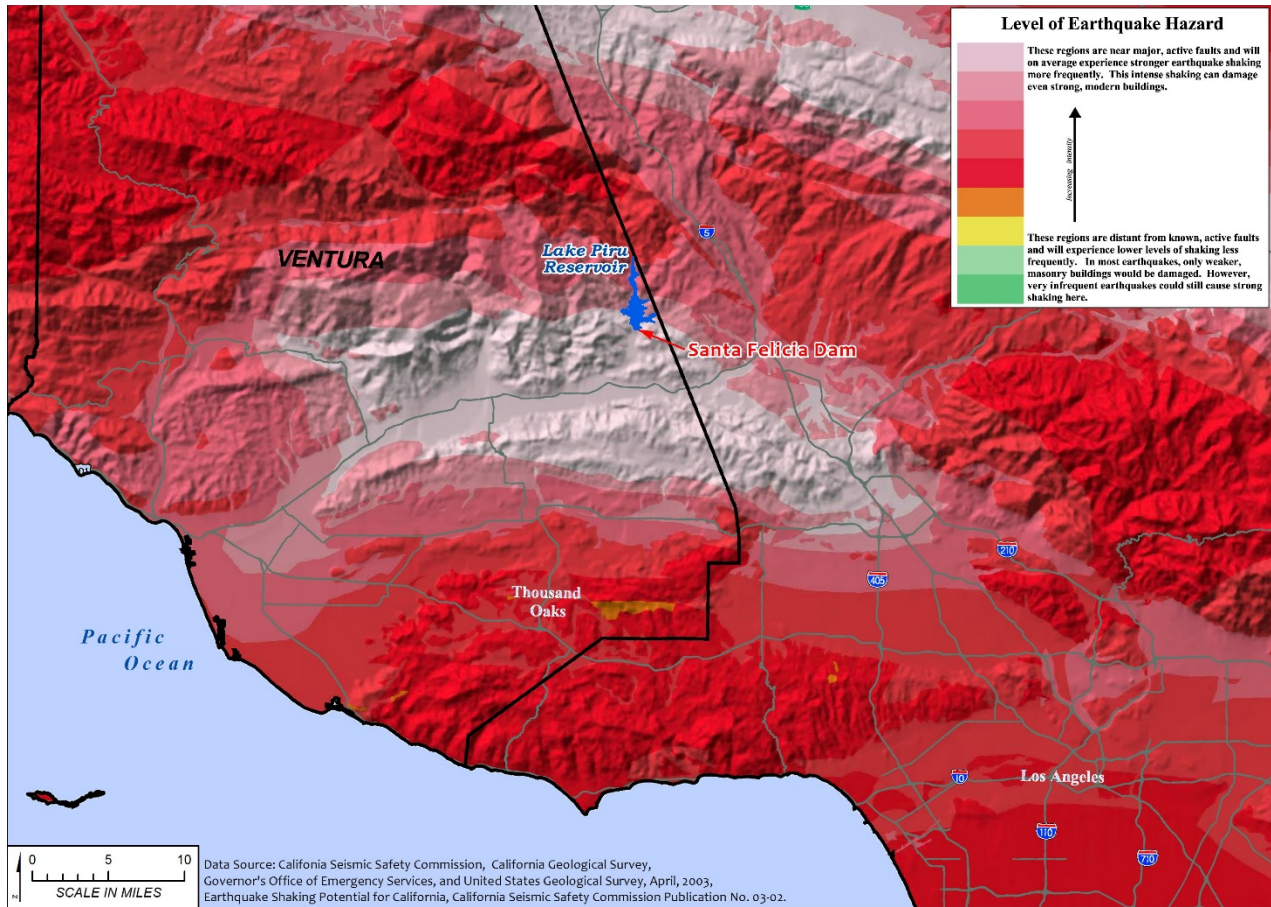 Level of Earthquake Hazard
These regions are near major, active faults and will
on average experience stronger earthquake shaking
more frequently. This intense shaking can damage
even strong, modern buildings.
Increasing intensity
These regions are distant from known, active faults
and will experience lower levels of shaking less
frequently. In most earthquakes, only weaker,
masonry buildings would be damaged. However,
very infrequent earthquakes could still cause strong
shaking here.
5
VENTURA
Lake Piru
Reservoir
Santa Felicia Dam
101
210
405
Thousand
Oaks
Pacific
Ocean
10
Los Angeles
110
710
0 5 10
SCALE IN MILES
N
Data Source: Califonia Seismic Safety Commission, California Geological Survey,
Governor's Office of Emergency Services, and United States Geological Survey, April, 2003,
Earthquake Shaking Potential for California, California Seismic Safety Commission Publication No. 03-02.